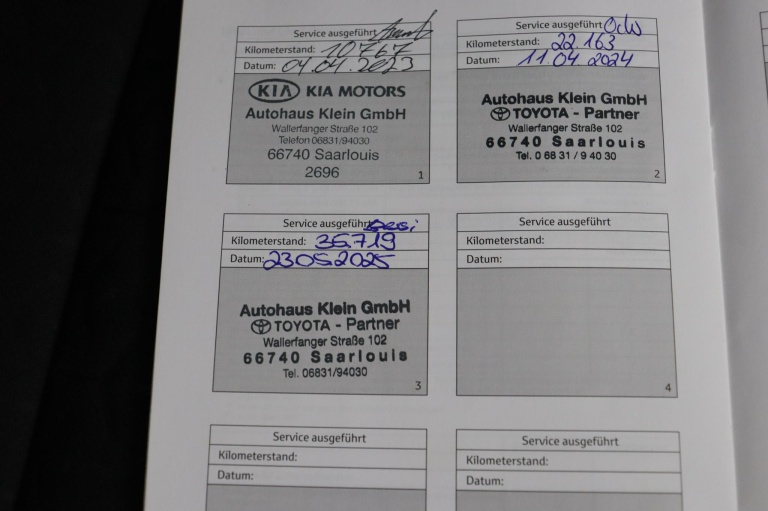 Service ausgeführt
Kilometerstand: 10767
Datum: 04.04.2023
KIA KIA MOTORS
Autohaus Klein GmbH
Wallerfanger Straße 102
Telefon 06831/94030
66740 Saarlouis
2696
1
Service ausgeführt
Kilometerstand: 22.163
Datum: 11.04.2024
Autohaus Klein GmbH
TOYOTA - Partner
Wallerfanger Straße 102
66740 Saarlouis
Tel. 0 68 31 / 9 40 30
2
Service ausgeführt
Kilometerstand: 35.719
Datum: 23052025
Autohaus Klein GmbH
TOYOTA - Partner
Wallerfanger Straße 102
66740 Saarlouis
Tel. 06831/94030
3
Service ausgeführt
Kilometerstand:
Datum:
4
Service ausgeführt
Kilometerstand:
Datum:
Service ausgeführt
Kilometerstand:
Datum: